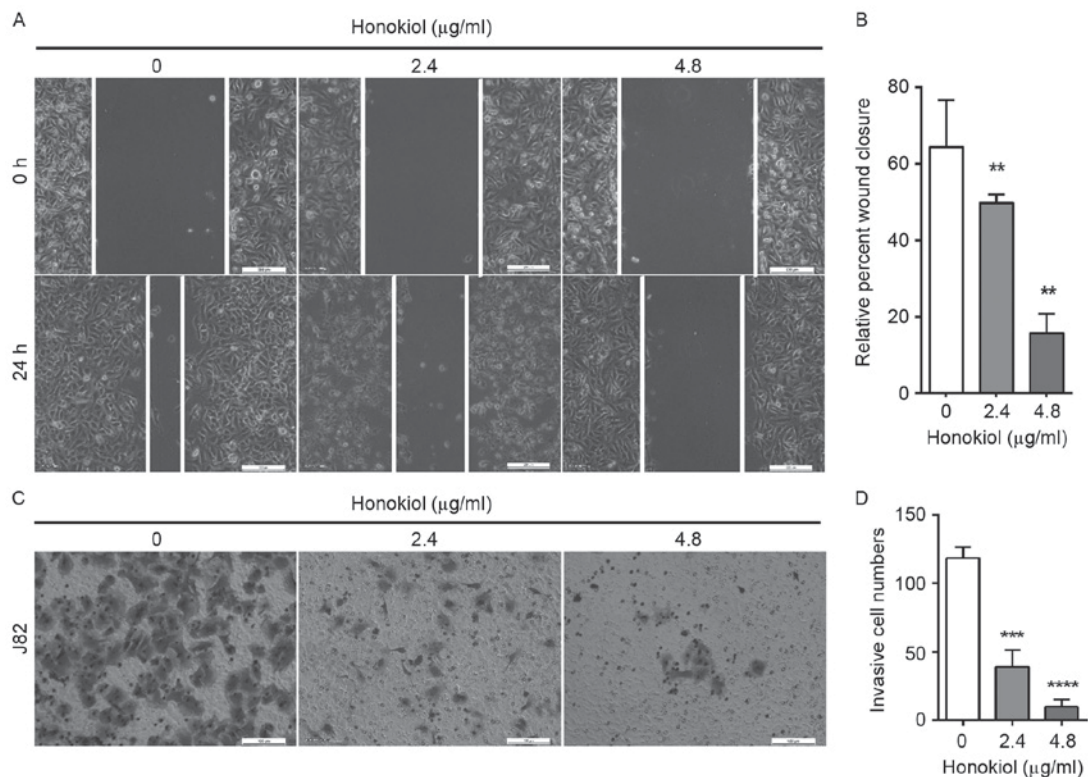 A
Honokiol (µg/ml)
0 2.4 4.8
0 h
24 h
B
Relative percent wound closure
80
60
40
20
0
**
**
0 2.4 4.8
Honokiol (µg/ml)
C
Honokiol (µg/ml)
0 2.4 4.8
J82
D
Invasive cell numbers
150
100
50
0
***
****
0 2.4 4.8
Honokiol (µg/ml)